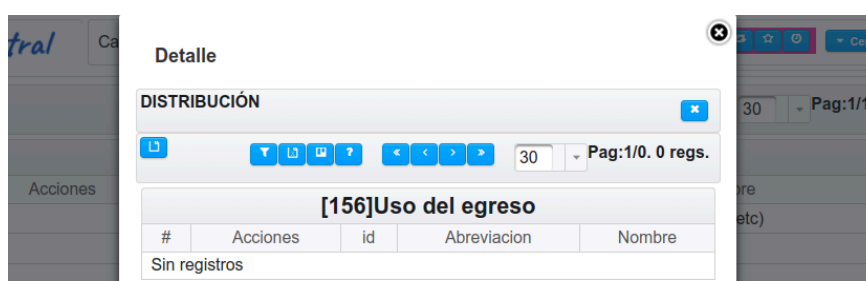 tral
Ca
Ce
Detalle
DISTRIBUCIÓN
30
Pag:1/1
?
« ‹ › »
30
Pag:1/0. 0 regs.
Acciones
bre
[156]Uso del egreso
etc)
# Acciones id Abreviacion Nombre
Sin registros